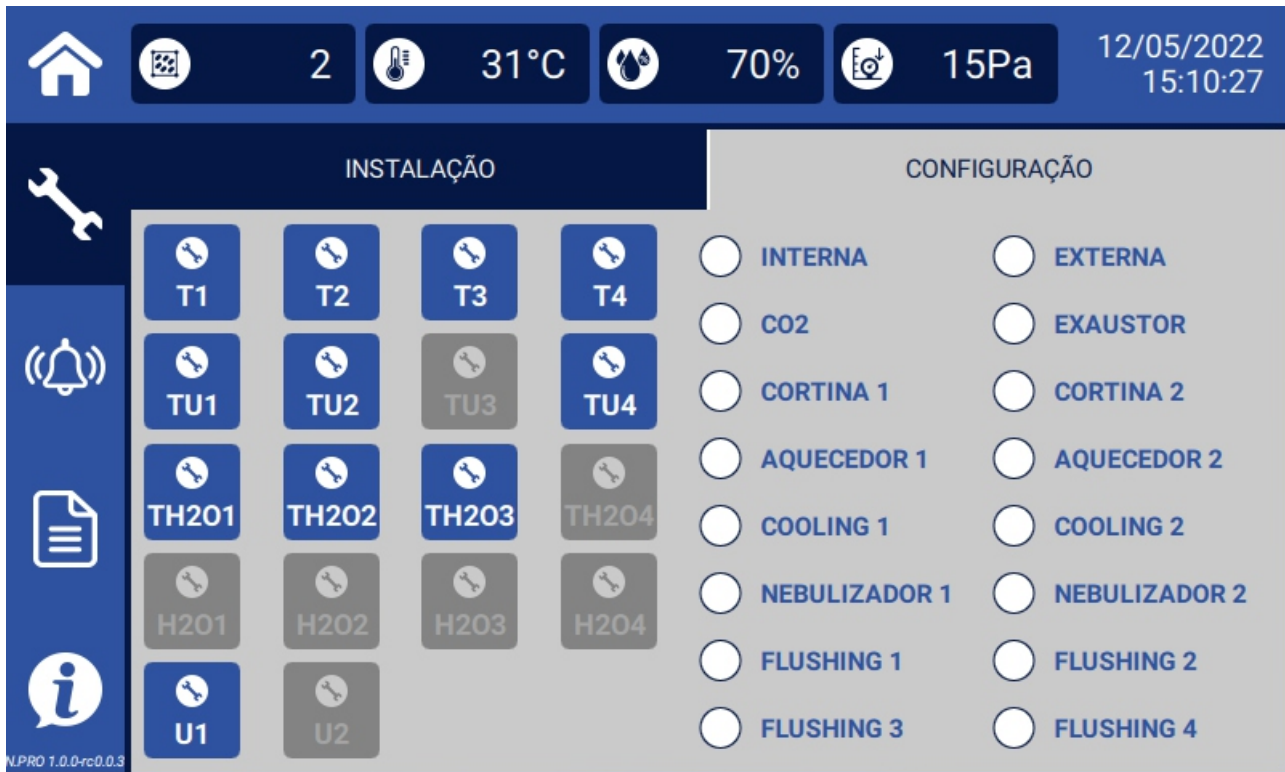 2 31°C 70% 15Pa 12/05/2022
15:10:27
INSTALAÇÃO CONFIGURAÇÃO
T1 T2 T3 T4
TU1 TU2 TU3 TU4
TH2O1 TH2O2 TH2O3 TH2O4
H2O1 H2O2 H2O3 H2O4
U1 U2
INTERNA EXTERNA
CO2 EXAUSTOR
CORTINA 1 CORTINA 2
AQUECEDOR 1 AQUECEDOR 2
COOLING 1 COOLING 2
NEBULIZADOR 1 NEBULIZADOR 2
FLUSHING 1 FLUSHING 2
FLUSHING 3 FLUSHING 4
N.PRO 1.0.0-rc0.0.3